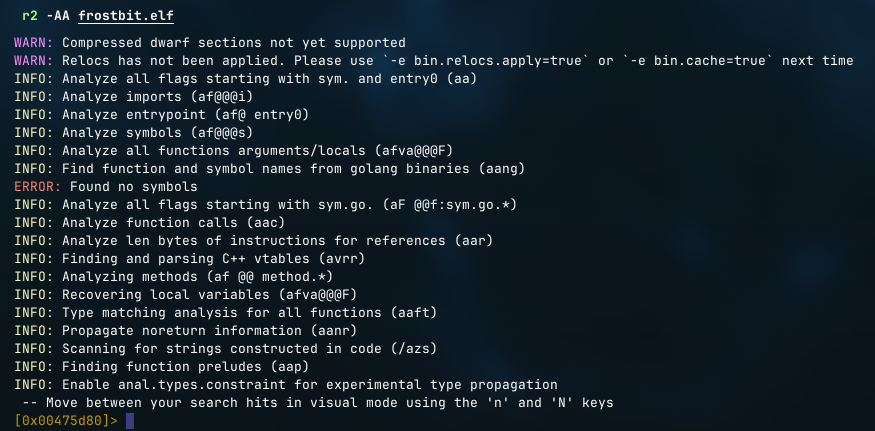 r2 -AA frostbit.elf
WARN: Compressed dwarf sections not yet supported
WARN: Relocs has not been applied. Please use `-e bin.relocs.apply=true` or `-e bin.cache=true` next time
INFO: Analyze all flags starting with sym. and entry0 (aa)
INFO: Analyze imports (af@@@i)
INFO: Analyze entrypoint (af@ entry0)
INFO: Analyze symbols (af@@@s)
INFO: Analyze all functions arguments/locals (afva@@@F)
INFO: Find function and symbol names from golang binaries (aang)
ERROR: Found no symbols
INFO: Analyze all flags starting with sym.go. (aF @@f:sym.go.*)
INFO: Analyze function calls (aac)
INFO: Analyze len bytes of instructions for references (aar)
INFO: Finding and parsing C++ vtables (avrr)
INFO: Analyzing methods (af @@ method.*)
INFO: Recovering local variables (afva@@@F)
INFO: Type matching analysis for all functions (aaft)
INFO: Propagate noreturn information (aanr)
INFO: Scanning for strings constructed in code (/azs)
INFO: Finding function preludes (aap)
INFO: Enable anal.types.constraint for experimental type propagation
-- Move between your search hits in visual mode using the 'n' and 'N' keys
[0x00475d80]>